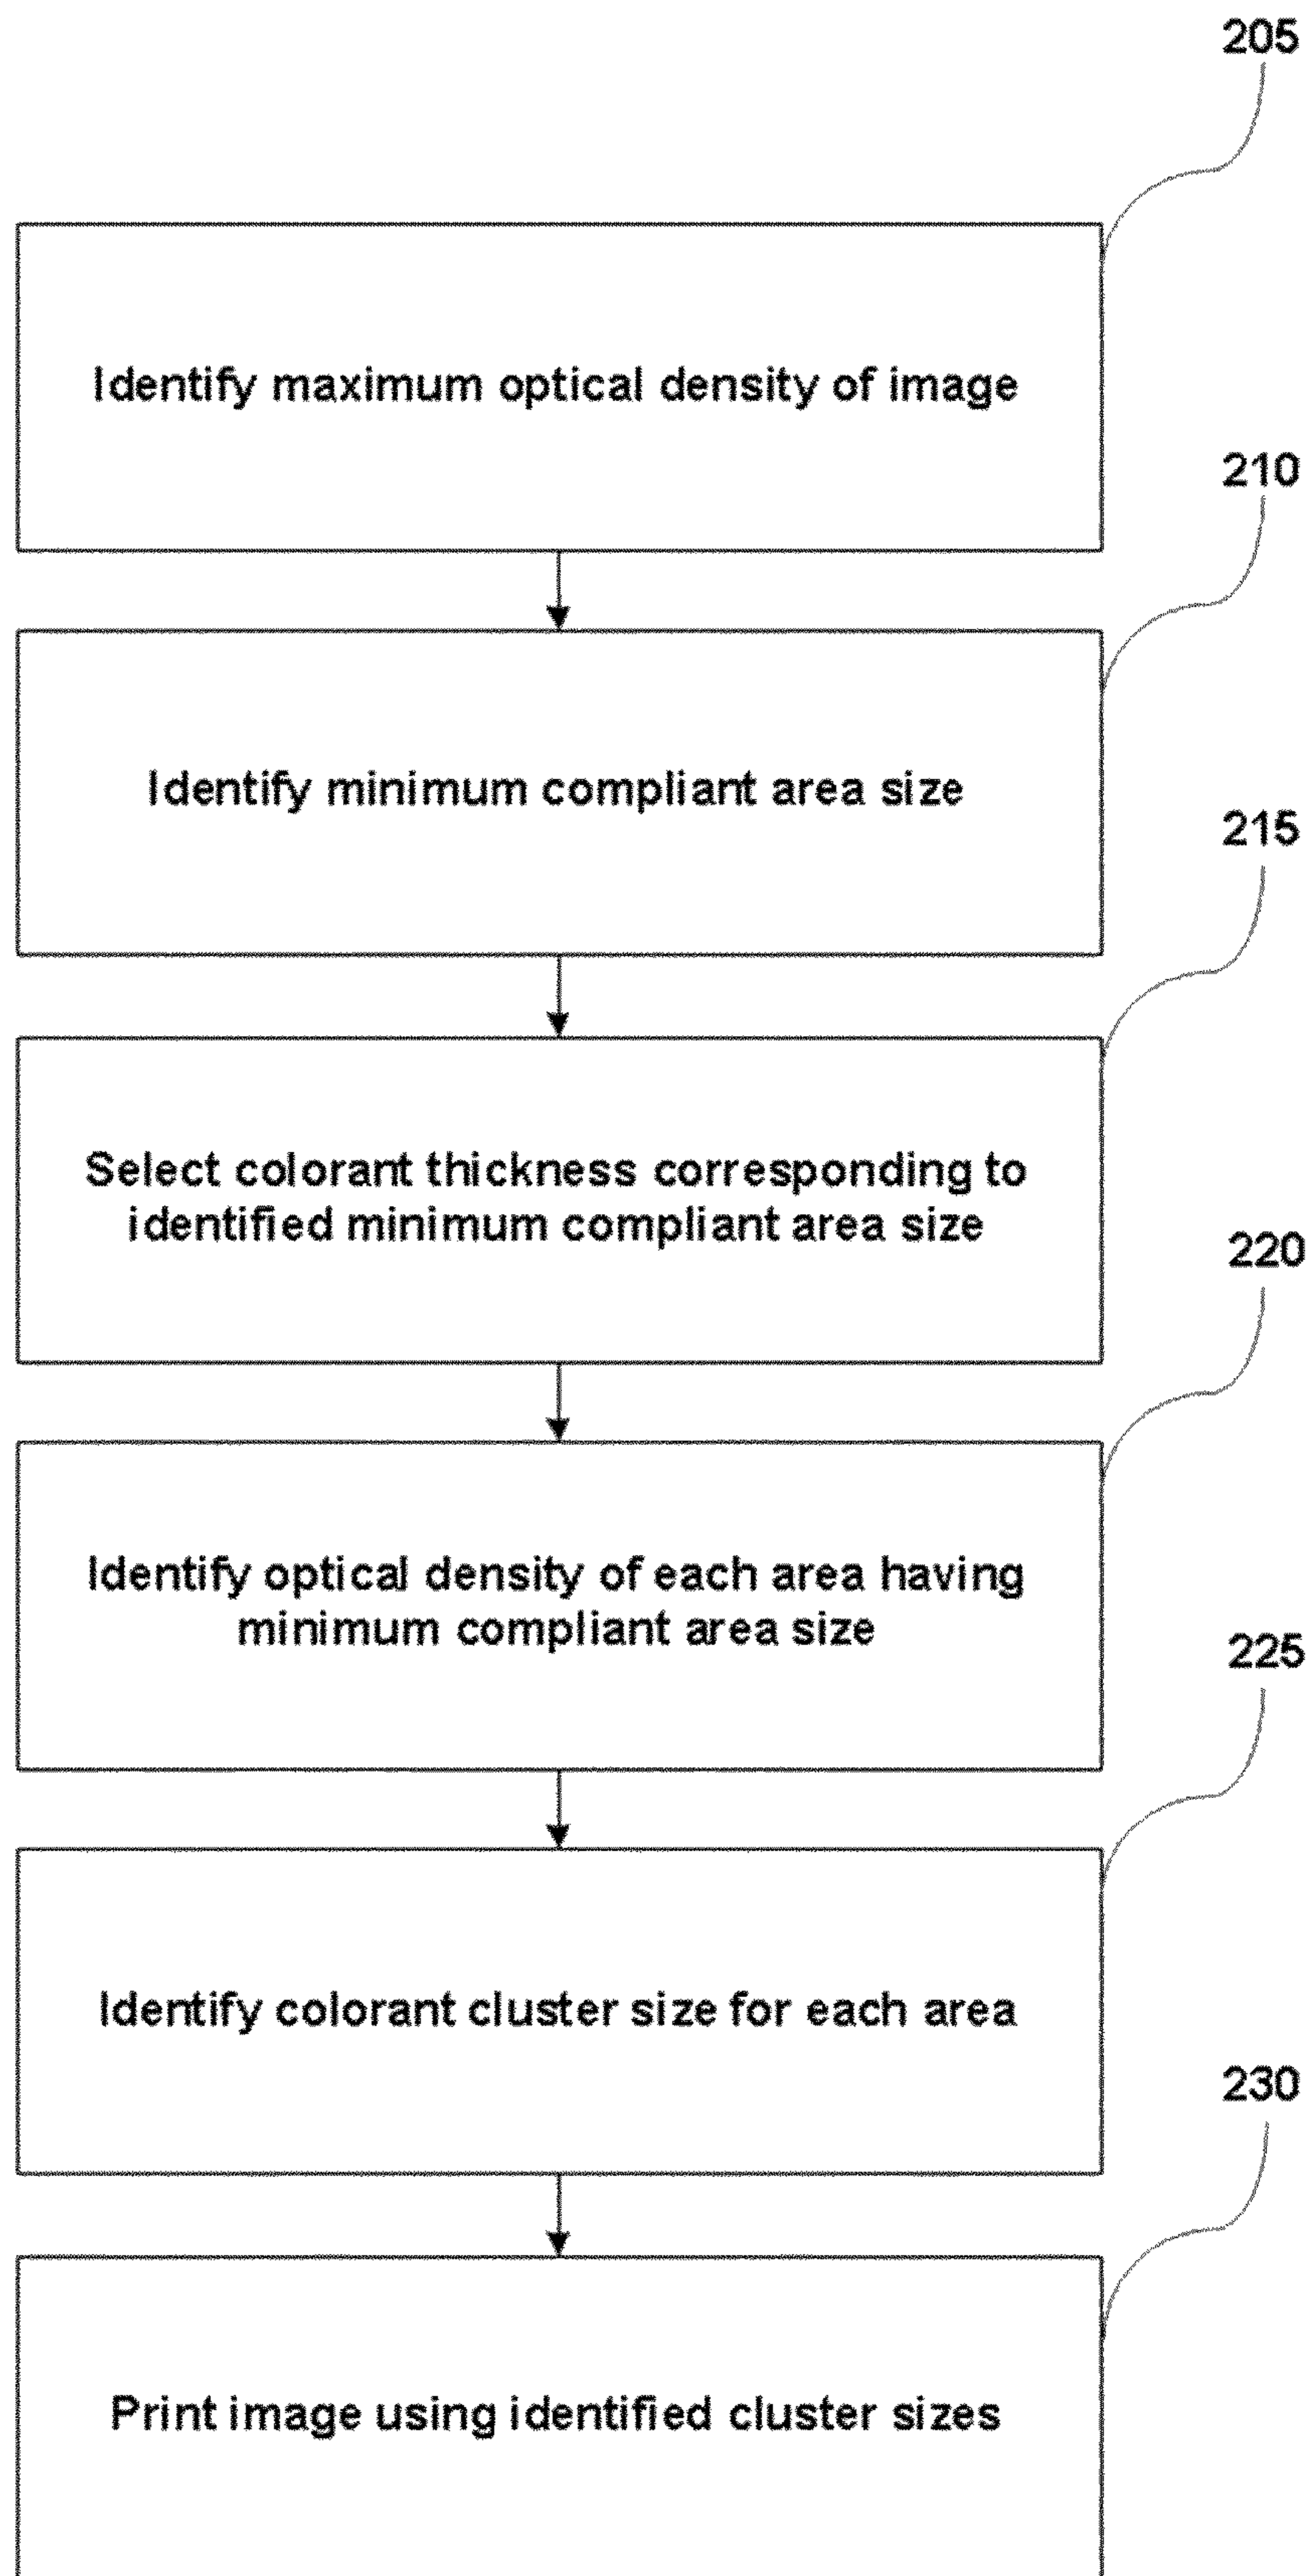 205
Identify maximum optical density of image
210
Identify minimum compliant area size
215
Select colorant thickness corresponding to
identified minimum compliant area size
220
Identify optical density of each area having
minimum compliant area size
225
Identify colorant cluster size for each area
230
Print image using identified cluster sizes